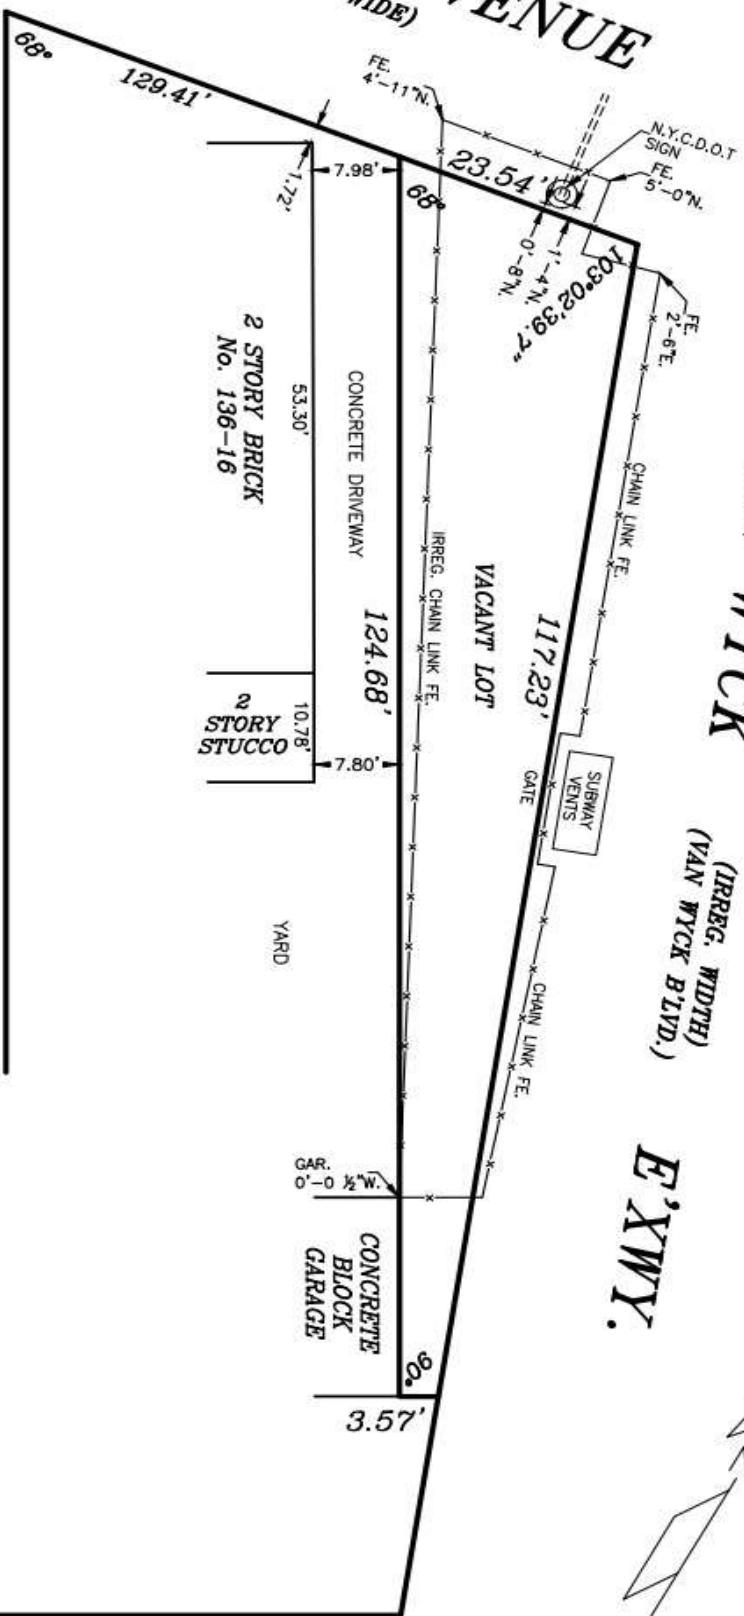 VENUE
WIDE)
68°
129.41'
FE.
4'-11"N.
23.54'
N.Y.C.D.O.T
SIGN
FE.
5'-0"N.
68°
1'-4"N.
0'-8"N.
103°02'39.7"
FE.
2'-6"E.
7.98'
1.72'
2 STORY BRICK
No. 136-16
53.30'
CONCRETE DRIVEWAY
124.68'
IRREG. CHAIN LINK FE.
VACANT LOT
117.23'
CHAIN LINK FE.
WYCK
(IRREG. WIDTH)
(VAN WYCK B'LVD.)
E'XWY.
2
STORY
STUCCO
10.78'
7.80'
GATE
SUBWAY
VENTS
YARD
CHAIN LINK FE.
GAR.
0'-0 ½"W.
CONCRETE
BLOCK
GARAGE
90°
3.57'